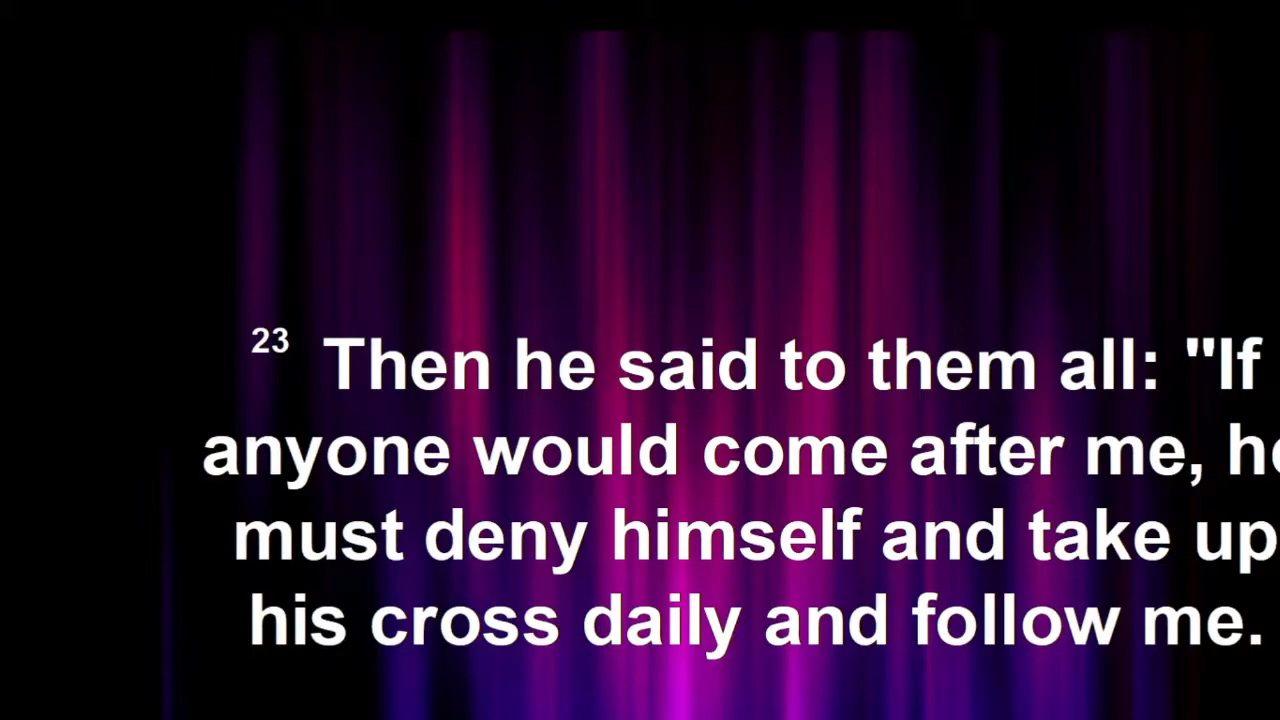 23 Then he said to them all: "If
anyone would come after me, he
must deny himself and take up
his cross daily and follow me.